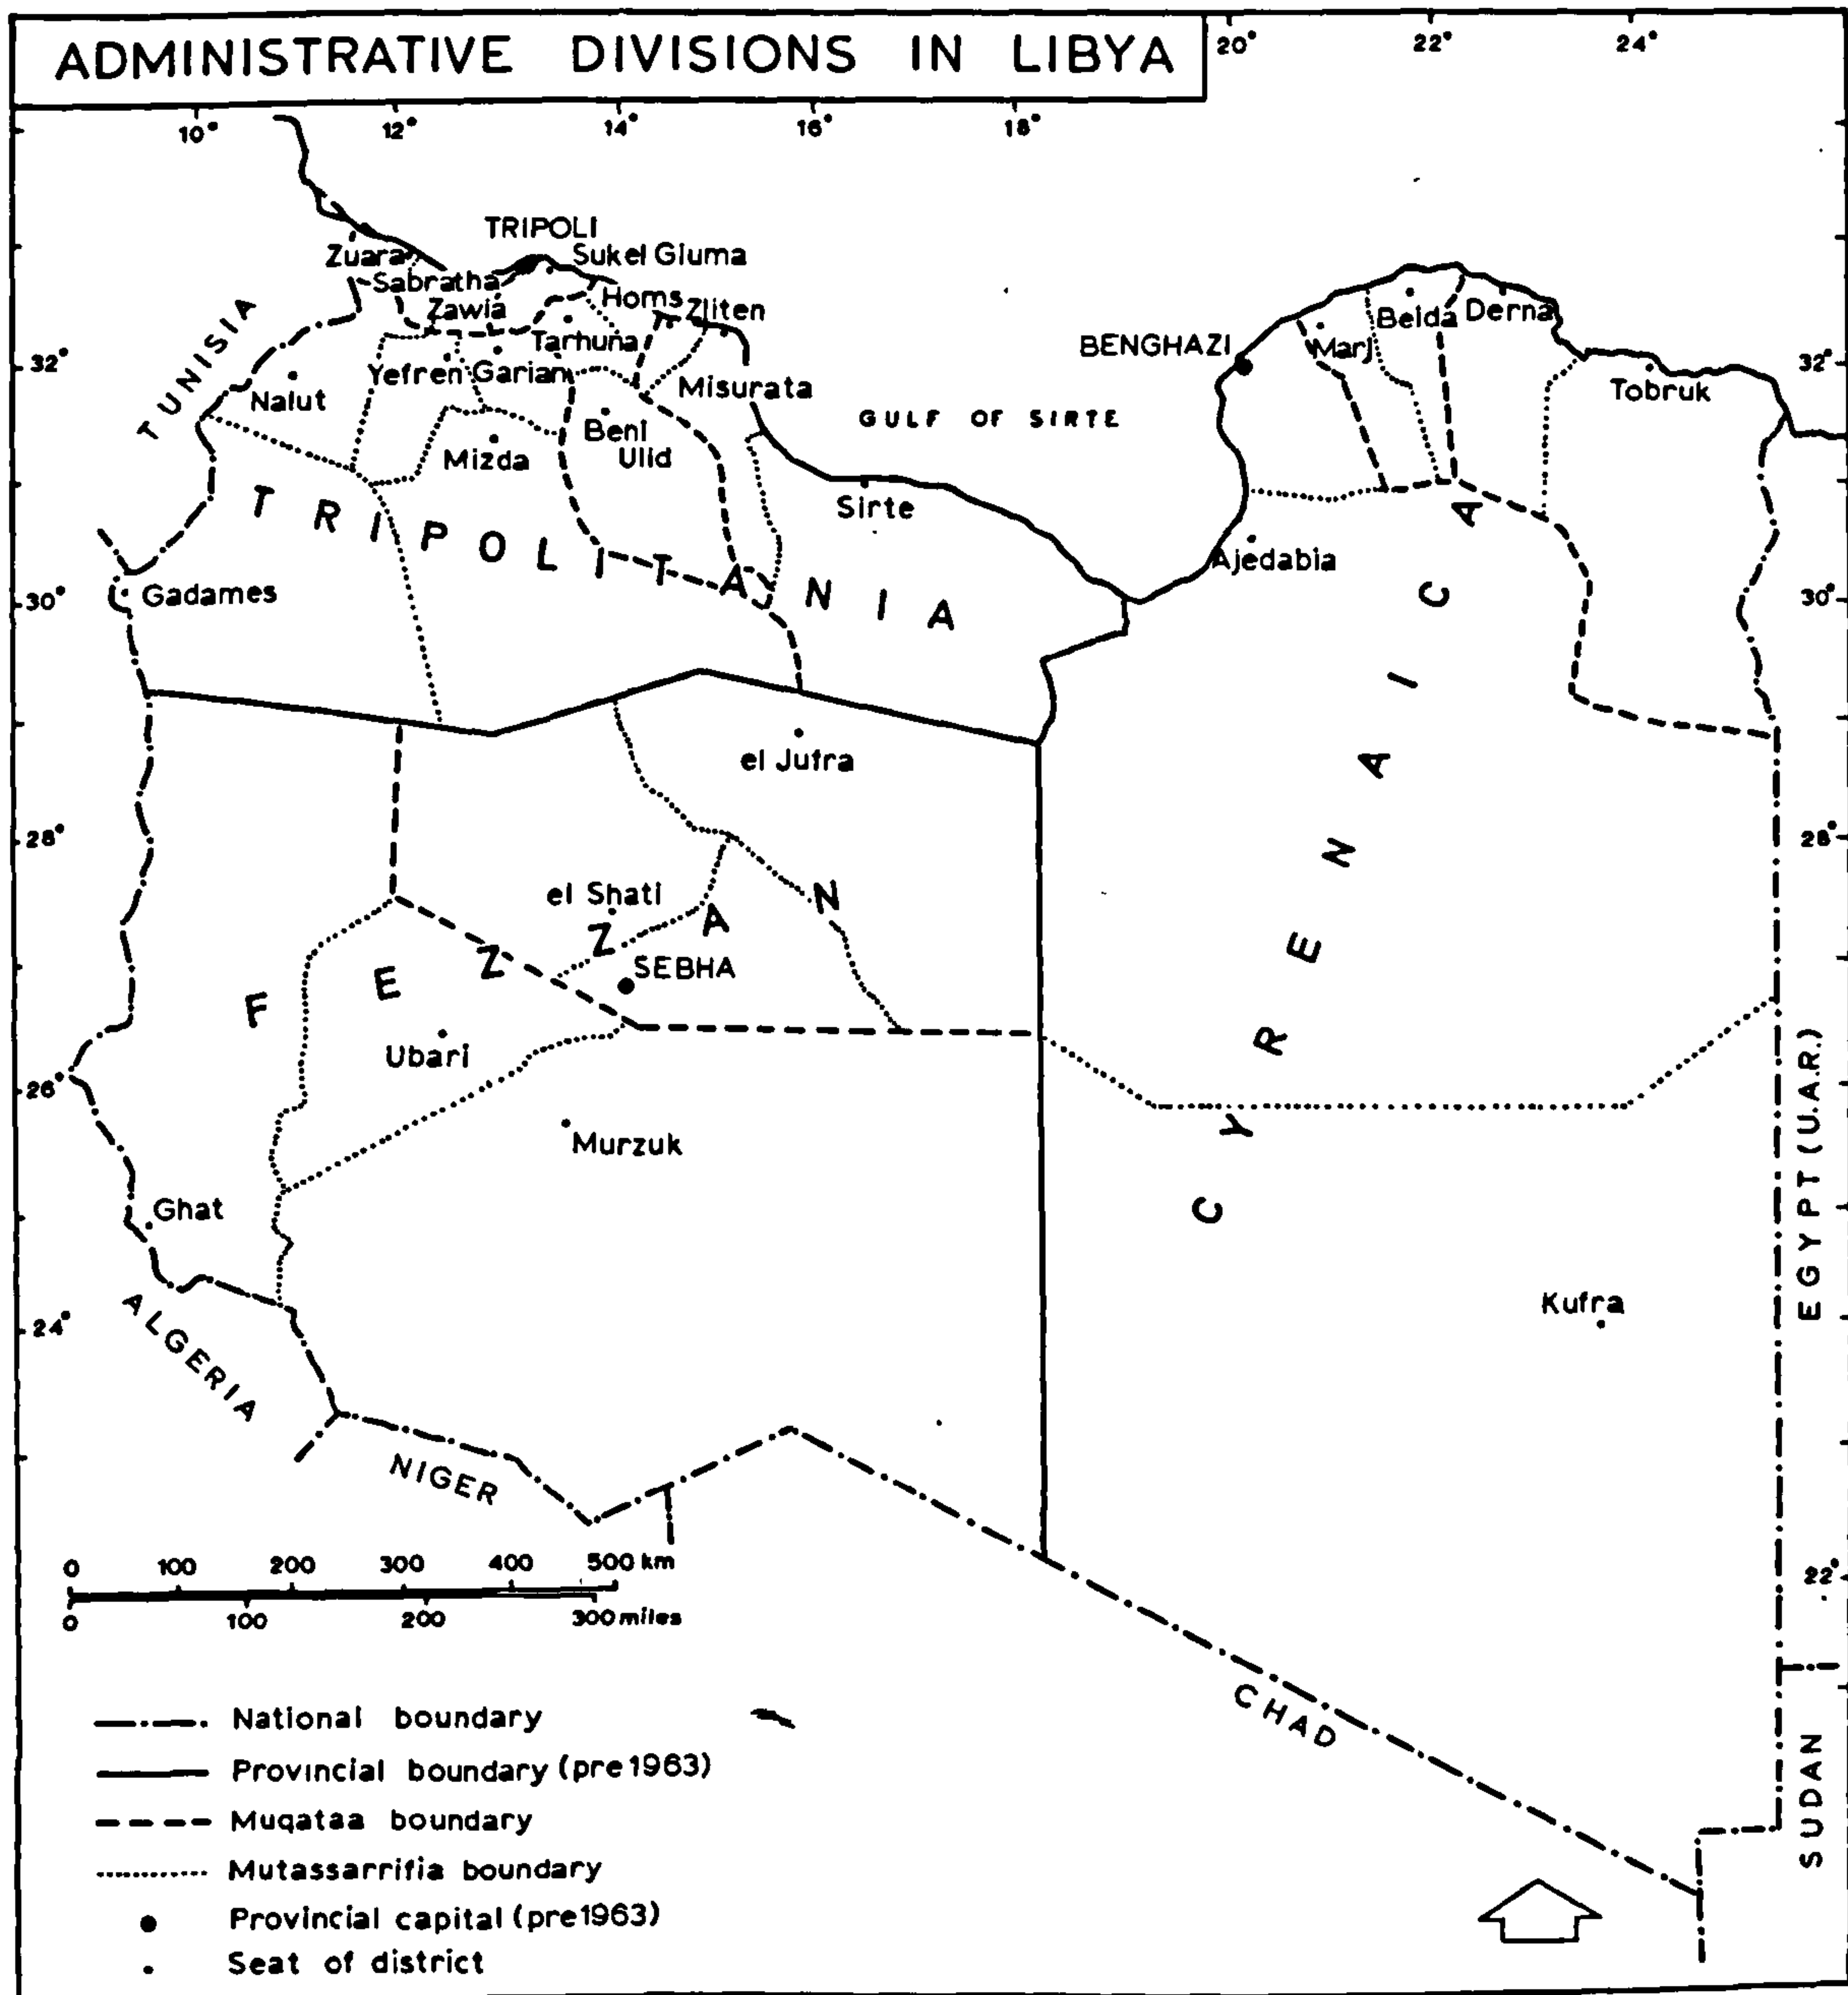 ADMINISTRATIVE DIVISIONS IN LIBYA
20° 22° 24°
10° 12° 14° 16° 18°
TRIPOLI
Zuara
Sukel Giuma
Sabratha
Zawia
Homs
Zliten
Tarhuna
Beida
Derna
BENGHAZI
Marj
TUNISIA
32°
32°
Yefren
Garian
Nalut
Misurata
Tobruk
GULF OF SIRTE
Beni
Ulid
Mizda
TRIPOLITANIA
Sirte
Ajedabia
30°
Gadames
30°
CYRENAICA
el Jufra
28°
28°
el Shati
FEZZAN
SEBHA
Ubari
26°
Murzuk
EGYPT (U.A.R.)
Ghat
24°
Kufra
ALGERIA
NIGER
0 100 200 300 400 500 km
0 100 200 300 miles
22°
CHAD
SUDAN
National boundary
Provincial boundary (pre 1963)
Muqataa boundary
Mutassarrifia boundary
Provincial capital (pre 1963)
Seat of district